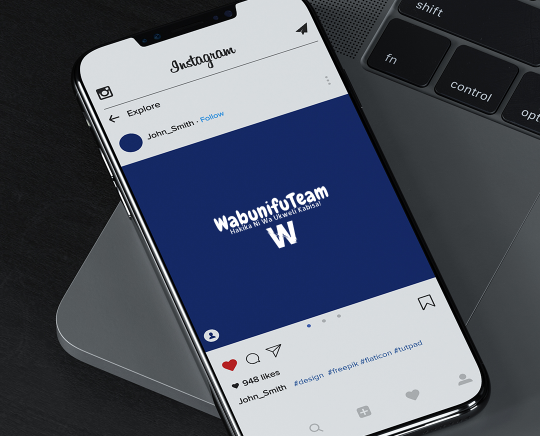 shift
fn
control
opt
Instagram
Explore
John_Smith · Follow
WabunifuTeam
Hakika Ni Wa Ukweli Kabisa!
W
948 likes
John_Smith #design #freepik #flaticon #tutpad